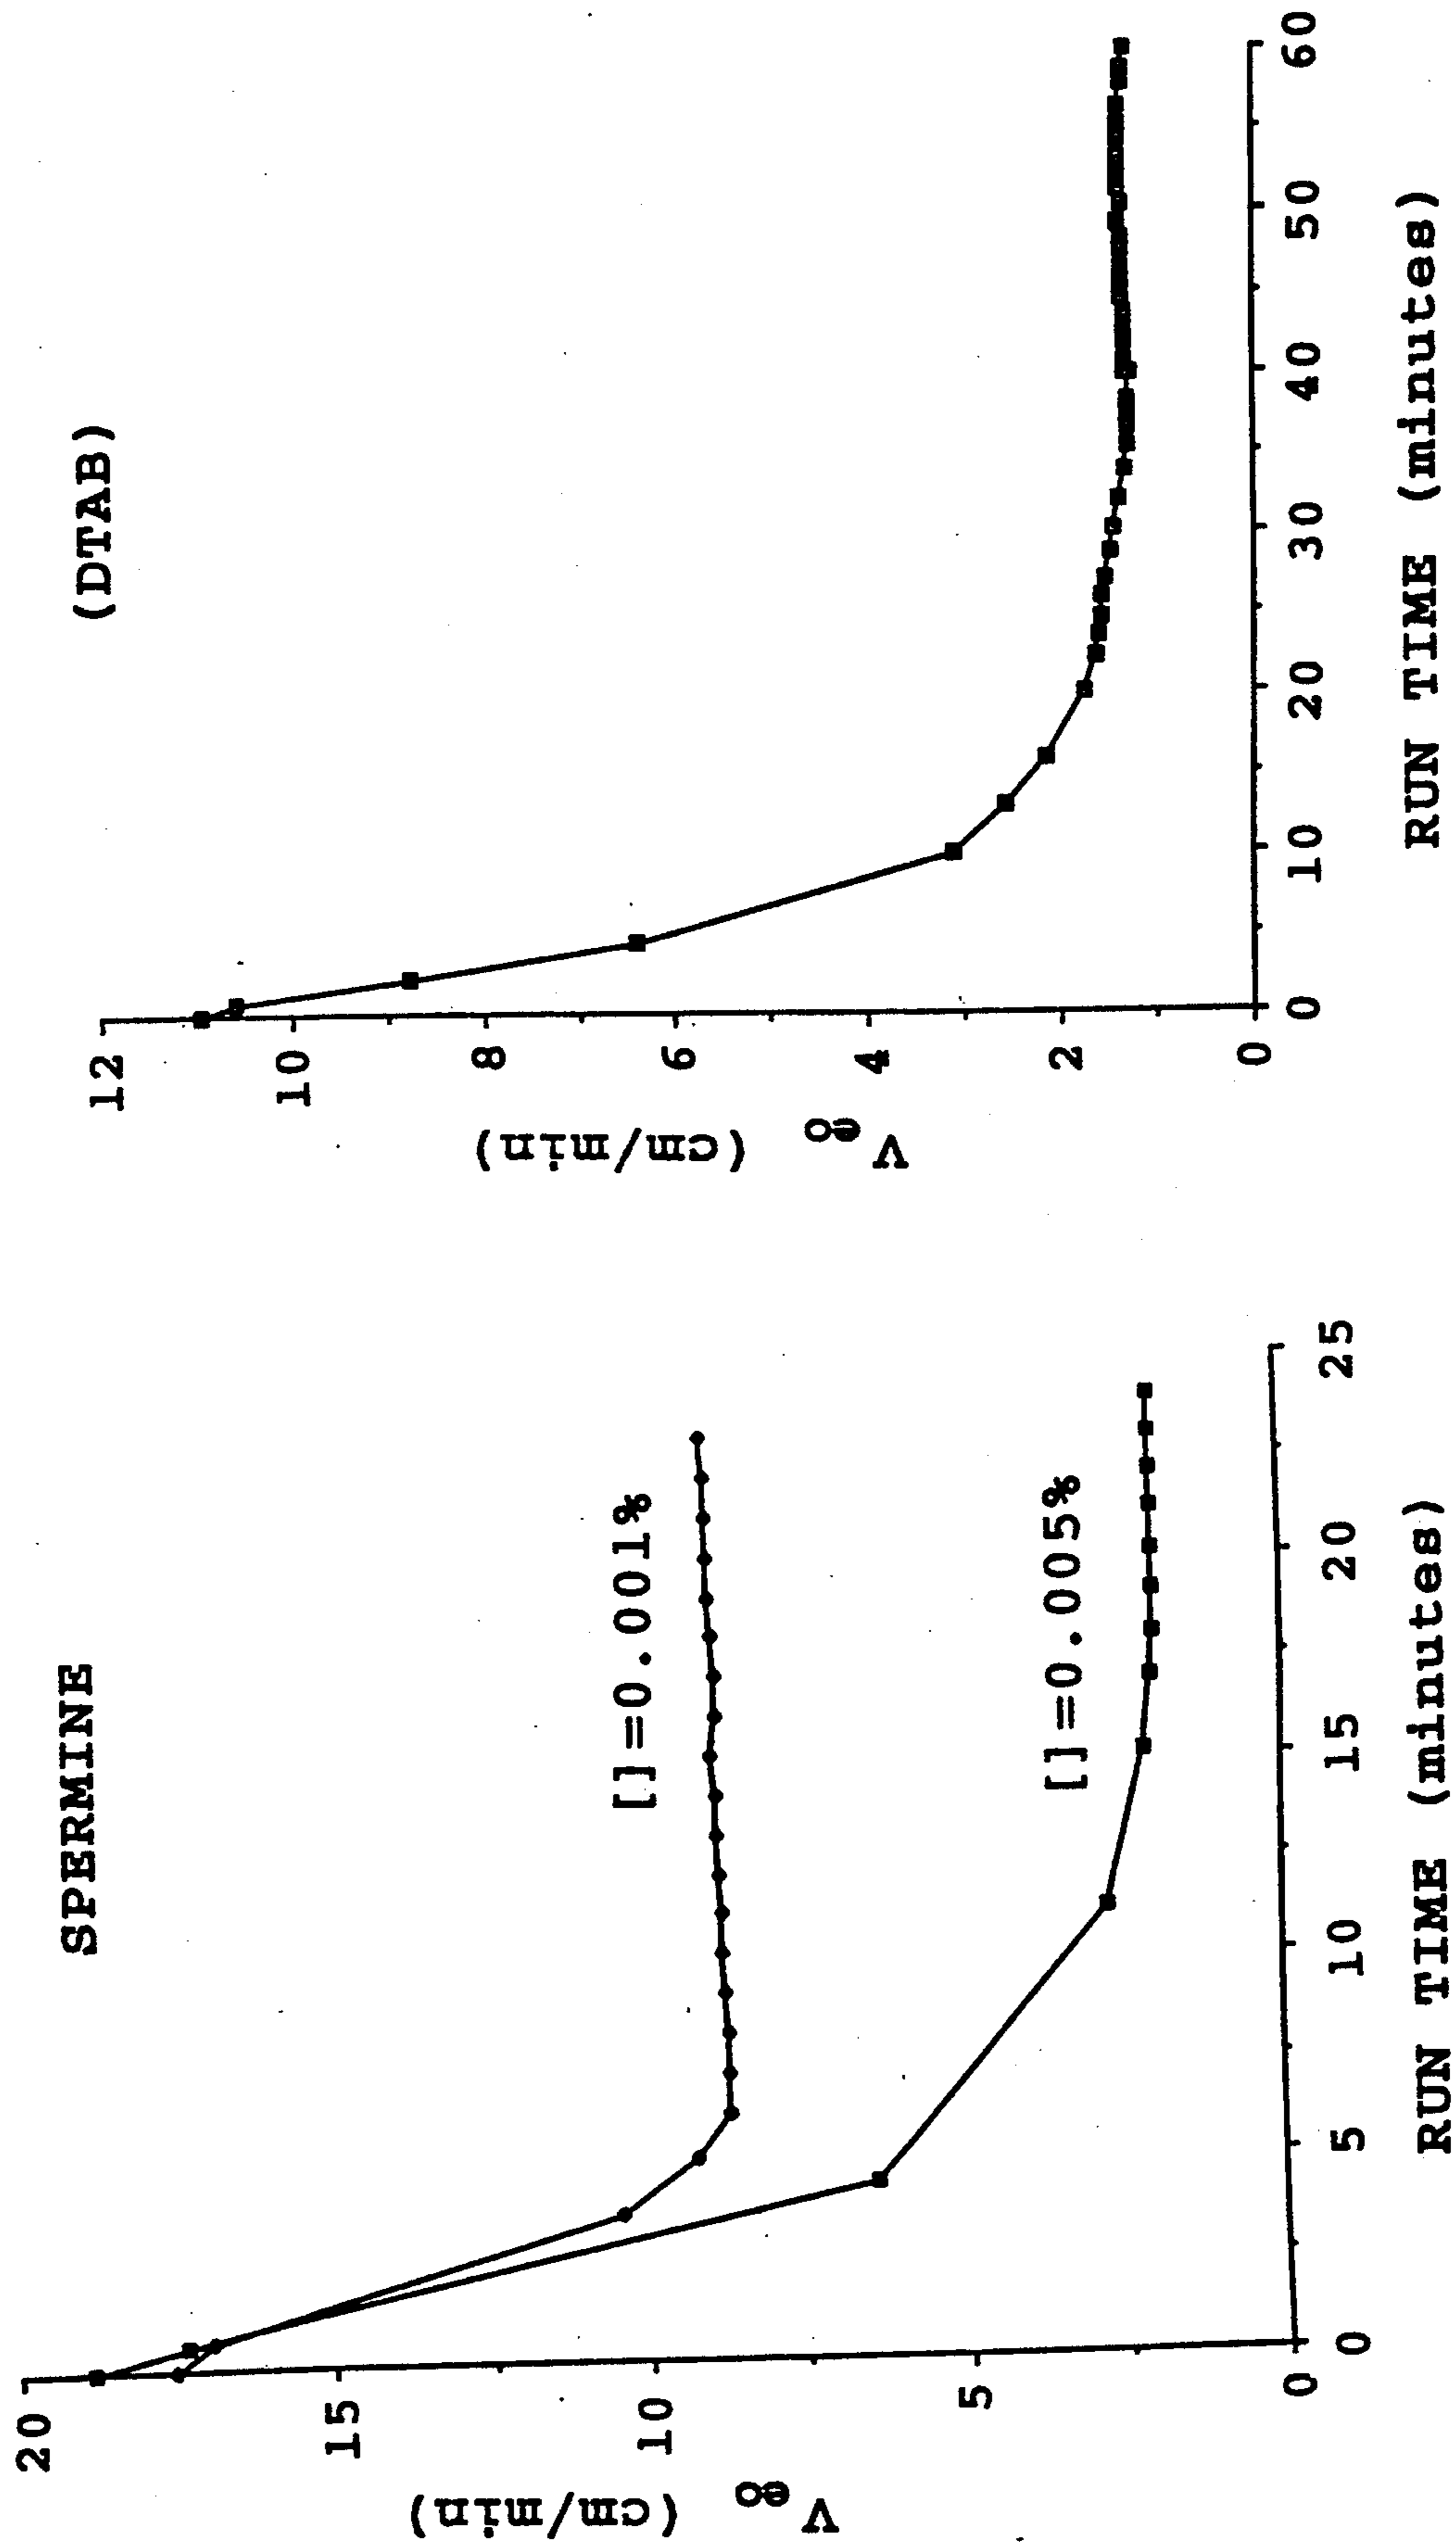 SPERMINE
20
15
10
5
0
V eo (cm/min)
[]=0.001%
[]=0.005%
0 5 10 15 20 25
RUN TIME (minutes)
(DTAB)
12
10
8
6
4
2
0
V eo (cm/min)
0 10 20 30 40 50 60
RUN TIME (minutes)